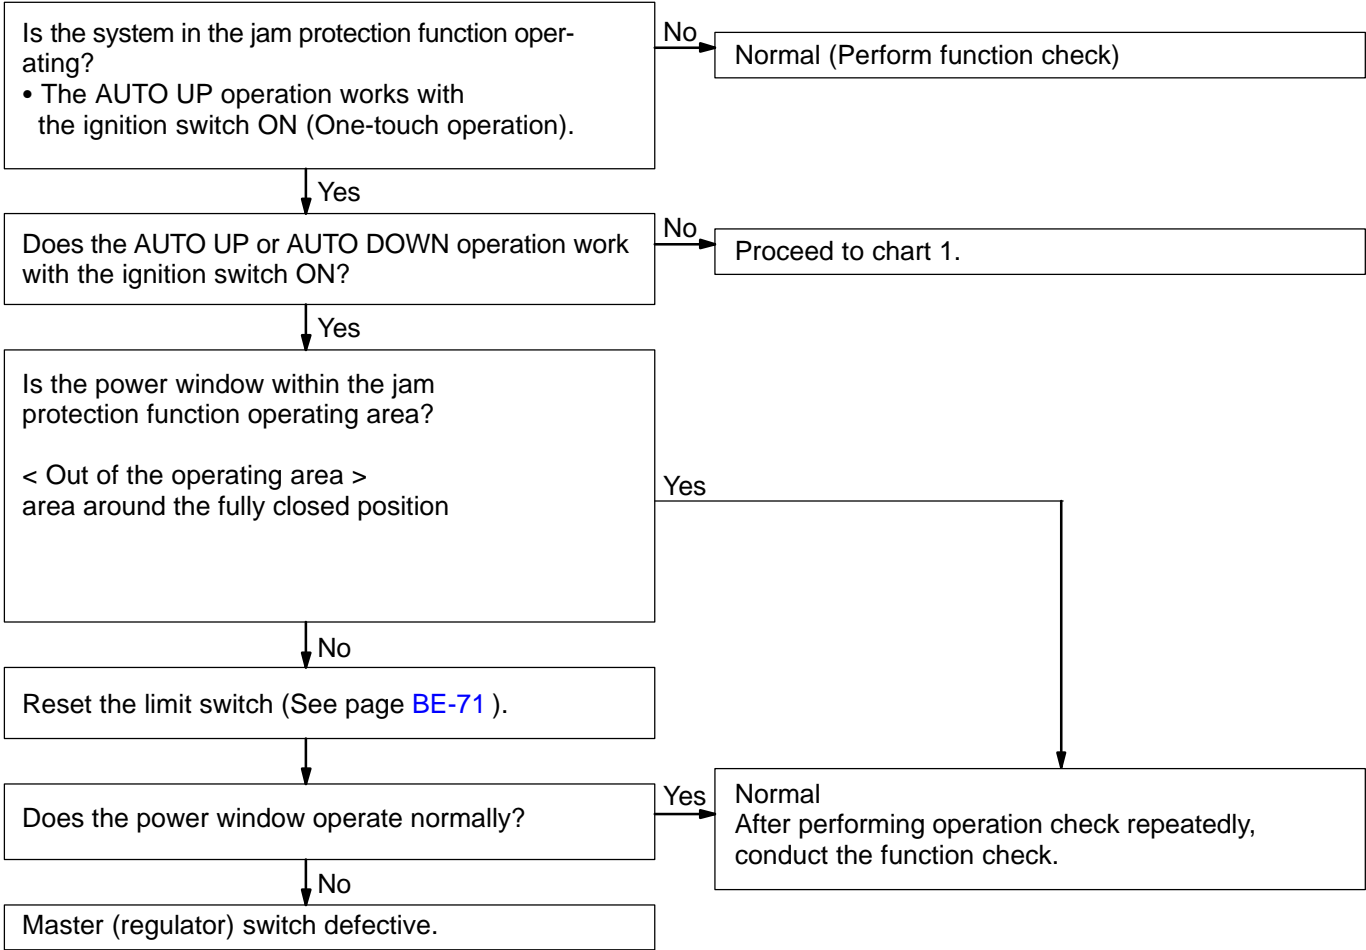 Is the system in the jam protection function oper-
ating?
• The AUTO UP operation works with
the ignition switch ON (One-touch operation).
No
Normal (Perform function check)
Yes
Does the AUTO UP or AUTO DOWN operation work
with the ignition switch ON?
No
Proceed to chart 1.
Yes
Is the power window within the jam
protection function operating area?
< Out of the operating area >
area around the fully closed position
Yes
No
Reset the limit switch (See page BE-71 ).
Does the power window operate normally?
Yes
Normal
After performing operation check repeatedly,
conduct the function check.
No
Master (regulator) switch defective.